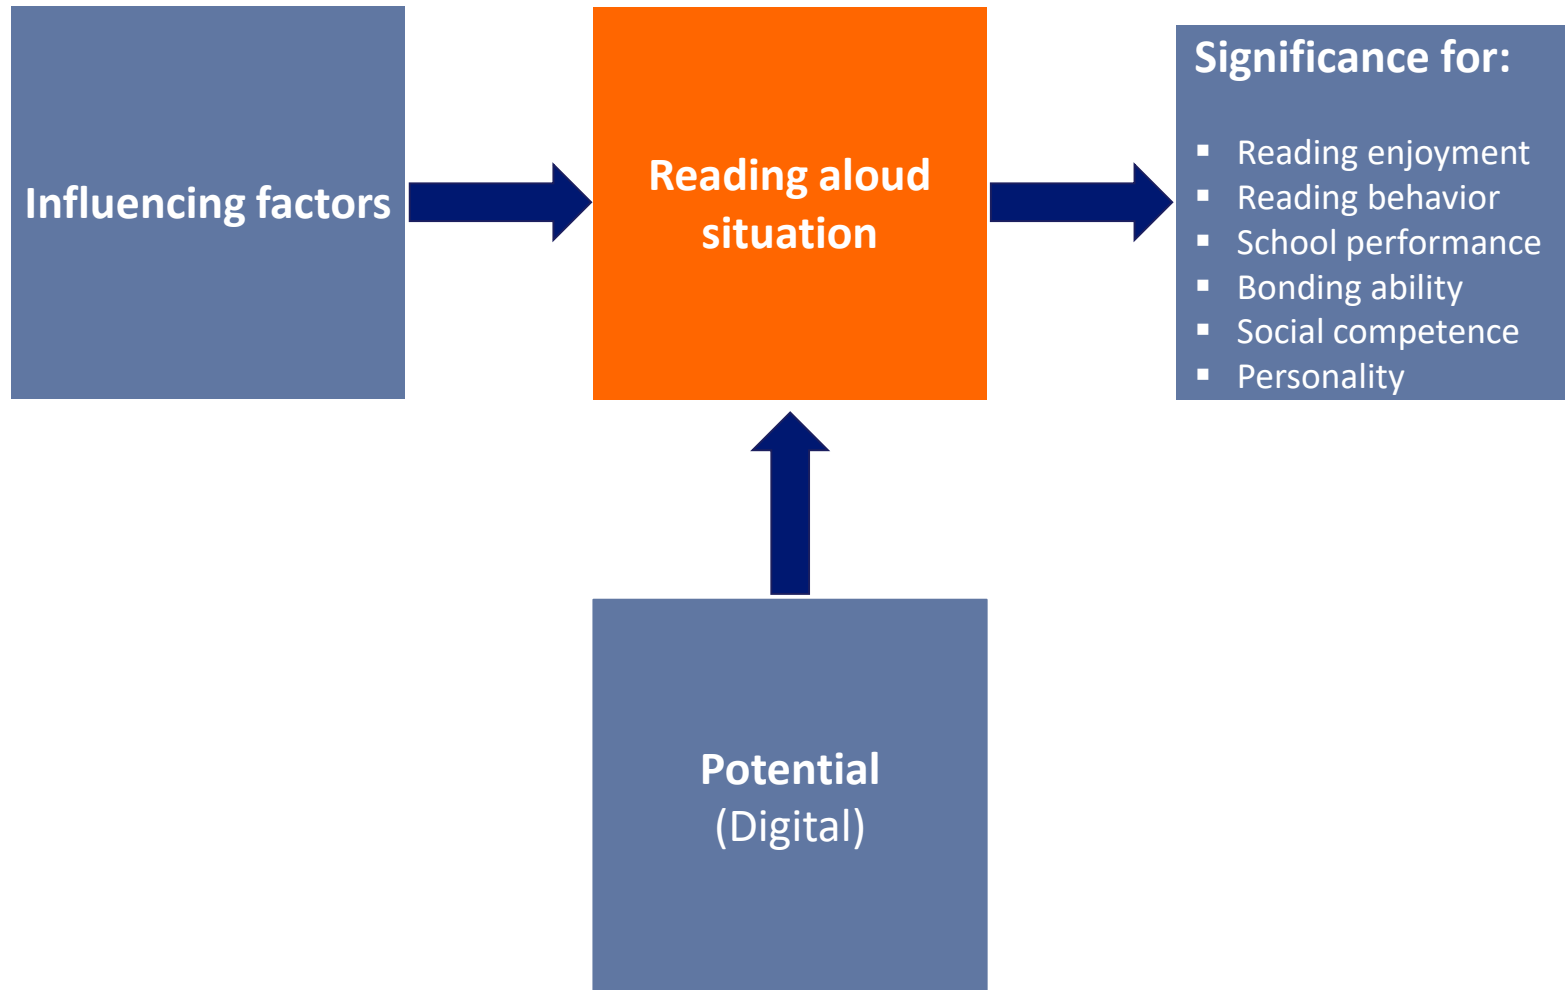 Influencing factors
Reading aloud
situation
Significance for:
▪ Reading enjoyment
▪ Reading behavior
▪ School performance
▪ Bonding ability
▪ Social competence
▪ Personality
Potential
(Digital)